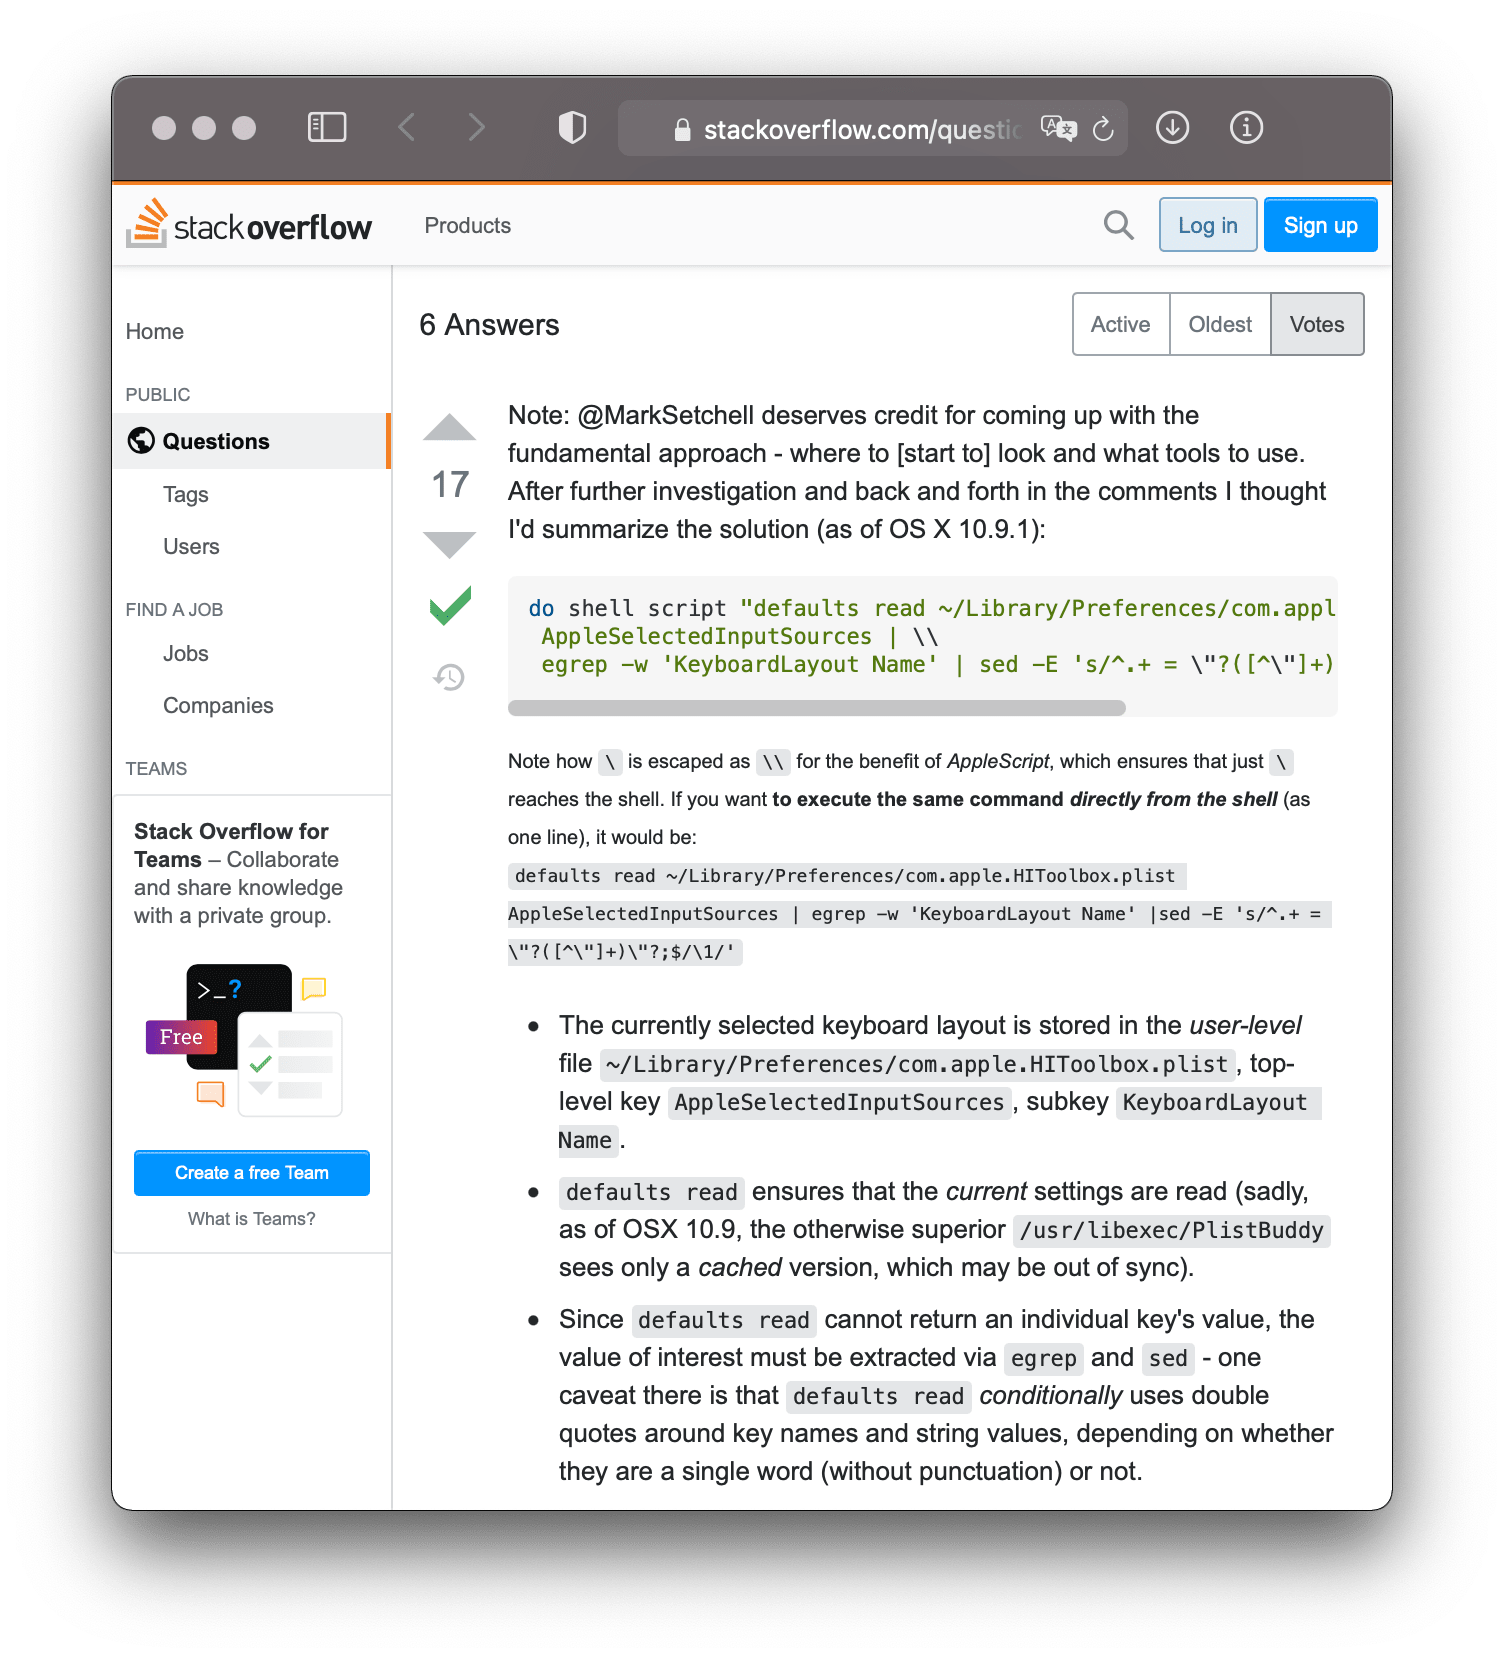 stackoverflow.com/questic
stackoverflow
Products
Log in
Sign up
Home
PUBLIC
Questions
Tags
Users
FIND A JOB
Jobs
Companies
TEAMS
Stack Overflow for
Teams – Collaborate
and share knowledge
with a private group.
>_?
Free
Create a free Team
What is Teams?
6 Answers
Active
Oldest
Votes
17
Note: @MarkSetchell deserves credit for coming up with the
fundamental approach - where to [start to] look and what tools to use.
After further investigation and back and forth in the comments I thought
I'd summarize the solution (as of OS X 10.9.1):
do shell script "defaults read ~/Library/Preferences/com.appl
AppleSelectedInputSources | \\
egrep -w 'KeyboardLayout Name' | sed -E 's/^.+ = \"?([^\"]+)
Note how \ is escaped as \\ for the benefit of AppleScript, which ensures that just \
reaches the shell. If you want to execute the same command directly from the shell (as
one line), it would be:
defaults read ~/Library/Preferences/com.apple.HIToolbox.plist
AppleSelectedInputSources | egrep -w 'KeyboardLayout Name' |sed -E 's/^.+ =
\"?([^\"]+)\"?;$/\1/'
• The currently selected keyboard layout is stored in the user-level
file ~/Library/Preferences/com.apple.HIToolbox.plist, top-
level key AppleSelectedInputSources, subkey KeyboardLayout
Name.
• defaults read ensures that the current settings are read (sadly,
as of OSX 10.9, the otherwise superior /usr/libexec/PlistBuddy
sees only a cached version, which may be out of sync).
• Since defaults read cannot return an individual key's value, the
value of interest must be extracted via egrep and sed - one
caveat there is that defaults read conditionally uses double
quotes around key names and string values, depending on whether
they are a single word (without punctuation) or not.